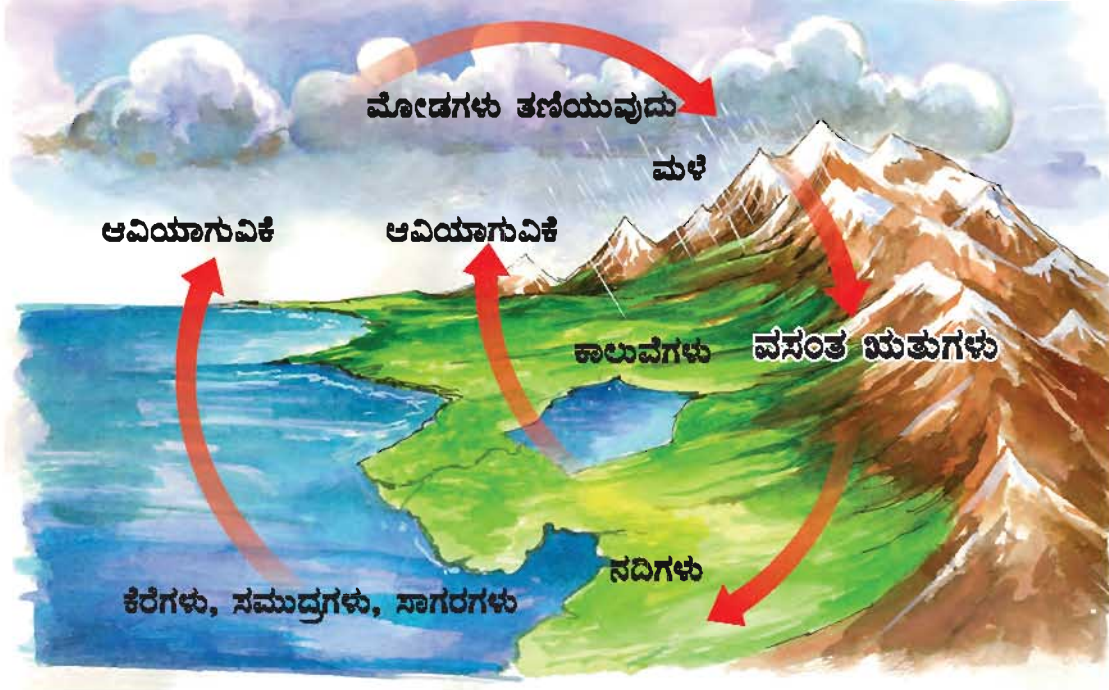 ಮೋಡಗಳು ತಣಿಯುವುದು
ಮಳೆ
ಆವಿಯಾಗುವಿಕೆ
ಆವಿಯಾಗುವಿಕೆ
ಕಾಲುವೆಗಳು
ವಸಂತ ಋತುಗಳು
ನದಿಗಳು
ಕೆರೆಗಳು, ಸಮುದ್ರಗಳು, ಸಾಗರಗಳು